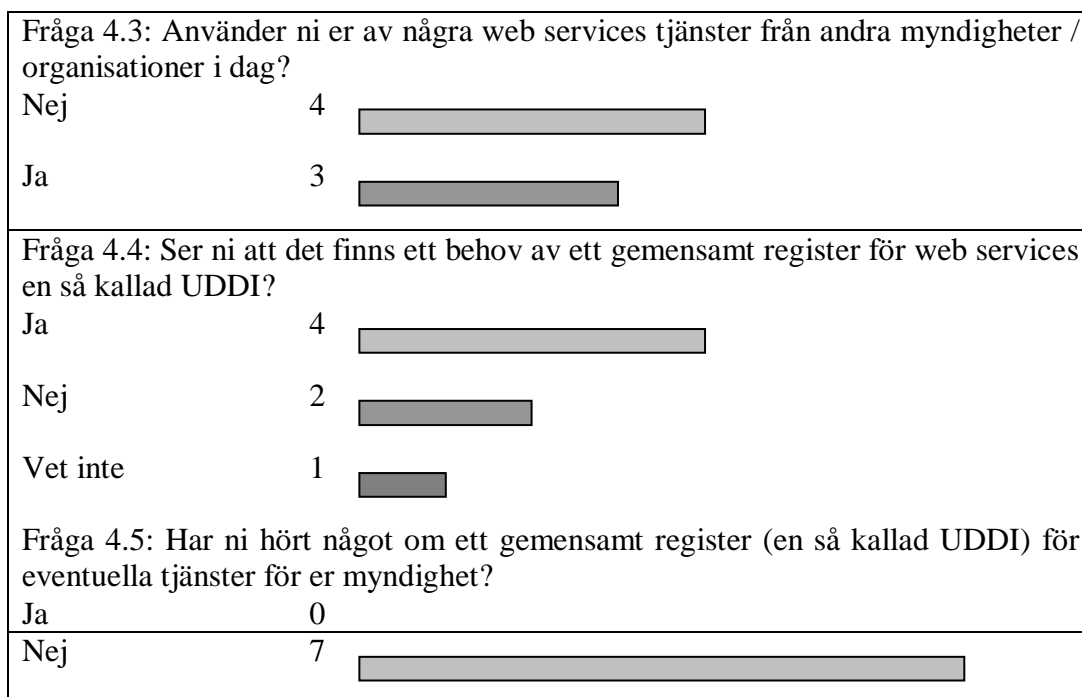 Fråga 4.3: Använder ni er av några web services tjänster från andra myndigheter /
organisationer i dag?
Nej 4
Ja 3
Fråga 4.4: Ser ni att det finns ett behov av ett gemensamt register för web services
en så kallad UDDI?
Ja 4
Nej 2
Vet inte 1
Fråga 4.5: Har ni hört något om ett gemensamt register (en så kallad UDDI) för
eventuella tjänster för er myndighet?
Ja 0
Nej 7